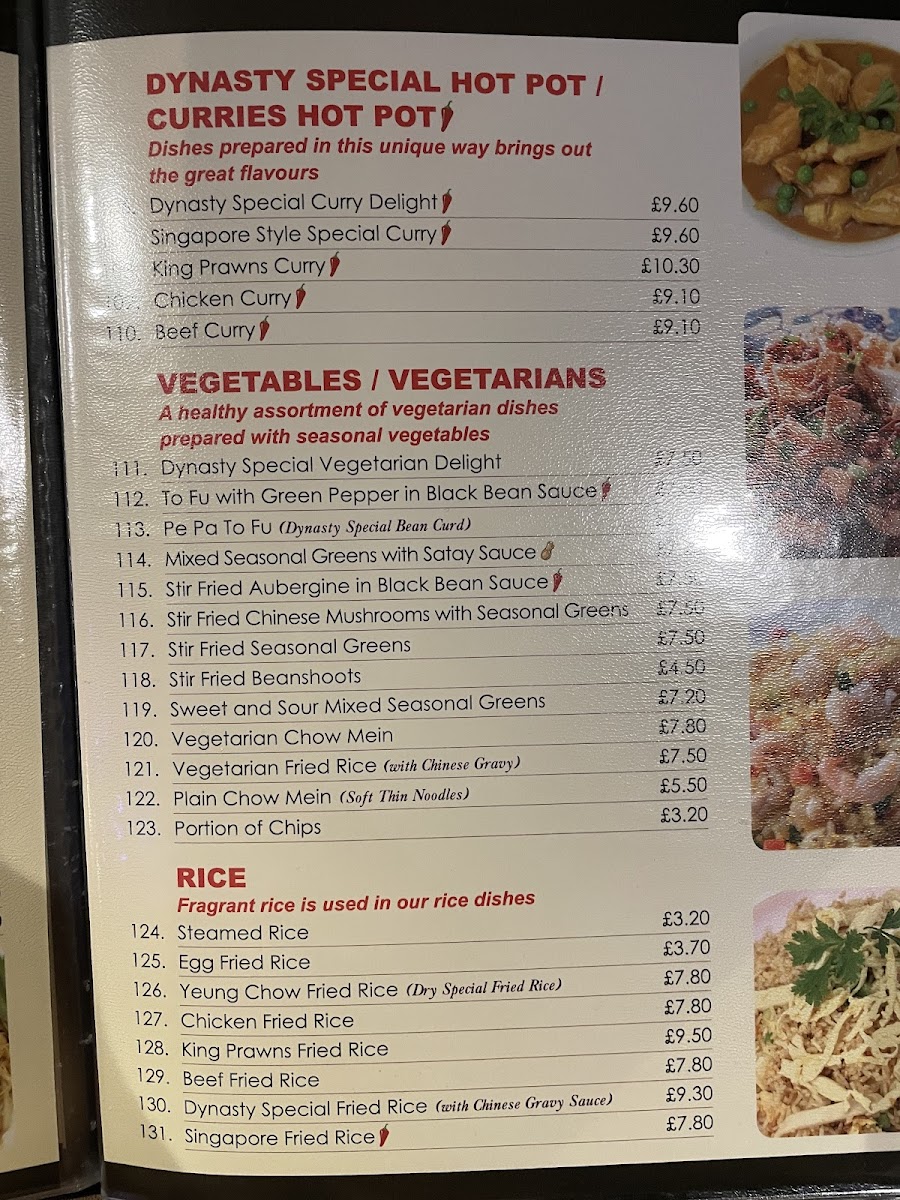 DYNASTY SPECIAL HOT POT /
CURRIES HOT POT
Dishes prepared in this unique way brings out
the great flavours
Dynasty Special Curry Delight £9.60
Singapore Style Special Curry £9.60
King Prawns Curry £10.30
Chicken Curry £9.10
110. Beef Curry £9.10
VEGETABLES / VEGETARIANS
A healthy assortment of vegetarian dishes
prepared with seasonal vegetables
111. Dynasty Special Vegetarian Delight £7.50
112. To Fu with Green Pepper in Black Bean Sauce
113. Pe Pa To Fu (Dynasty Special Bean Curd)
114. Mixed Seasonal Greens with Satay Sauce
115. Stir Fried Aubergine in Black Bean Sauce £7.50
116. Stir Fried Chinese Mushrooms with Seasonal Greens £7.50
117. Stir Fried Seasonal Greens £7.50
118. Stir Fried Beanshoots £4.50
119. Sweet and Sour Mixed Seasonal Greens £7.20
120. Vegetarian Chow Mein £7.80
121. Vegetarian Fried Rice (with Chinese Gravy) £7.50
122. Plain Chow Mein (Soft Thin Noodles) £5.50
123. Portion of Chips £3.20
RICE
Fragrant rice is used in our rice dishes
124. Steamed Rice £3.20
125. Egg Fried Rice £3.70
126. Yeung Chow Fried Rice (Dry Special Fried Rice) £7.80
127. Chicken Fried Rice £7.80
128. King Prawns Fried Rice £9.50
129. Beef Fried Rice £7.80
130. Dynasty Special Fried Rice (with Chinese Gravy Sauce) £9.30
131. Singapore Fried Rice £7.80